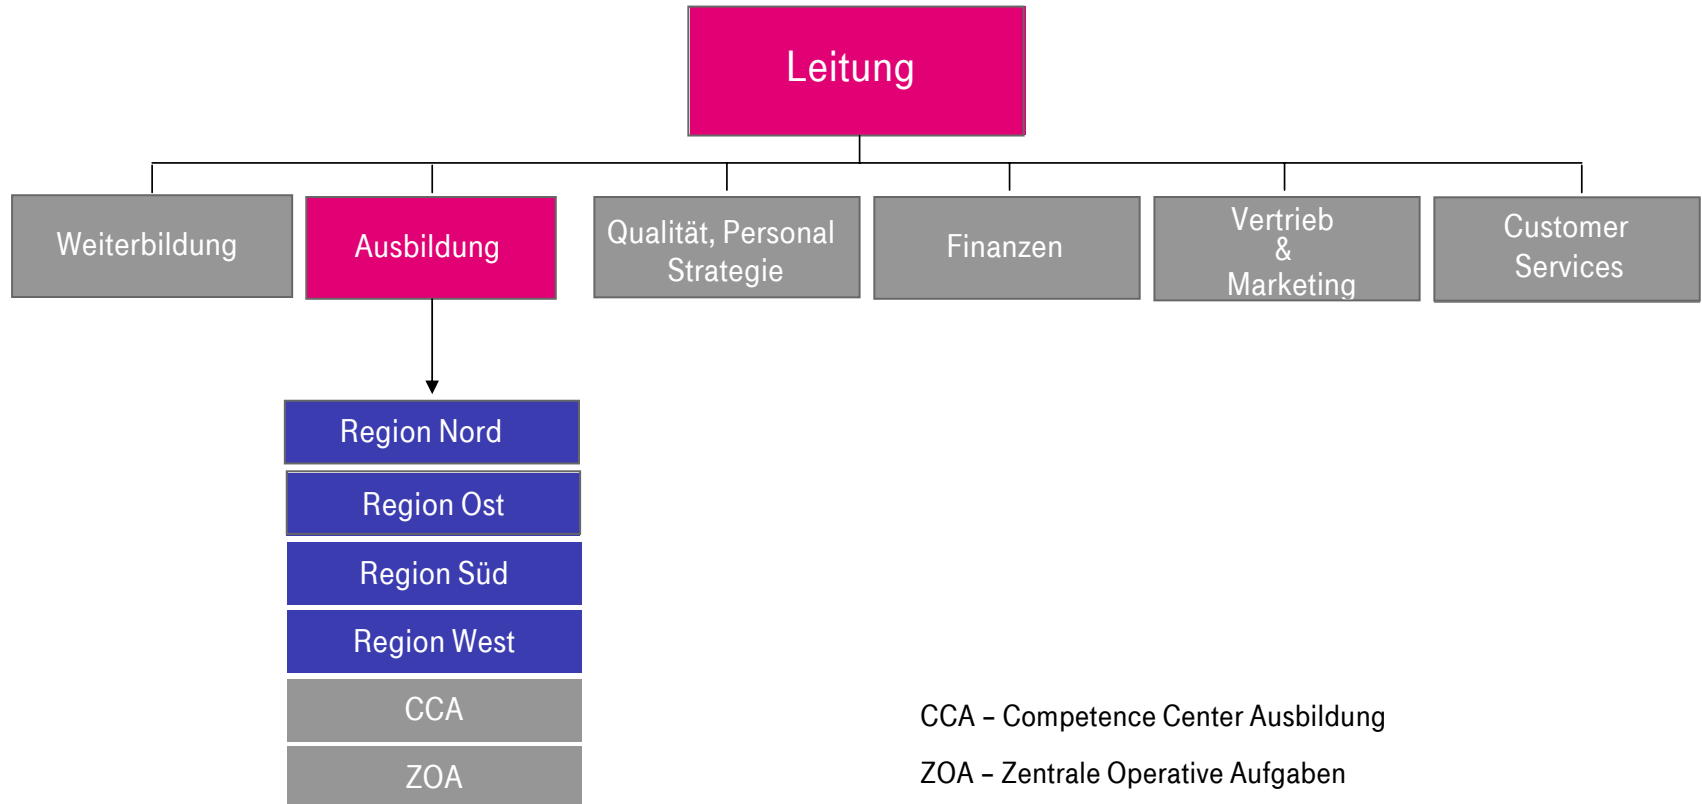 Leitung
Weiterbildung
Ausbildung
Qualität, Personal
Strategie
Finanzen
Vertrieb
&
Marketing
Customer
Services
Region Nord
Region Ost
Region Süd
Region West
CCA
ZOA
CCA – Competence Center Ausbildung
ZOA – Zentrale Operative Aufgaben